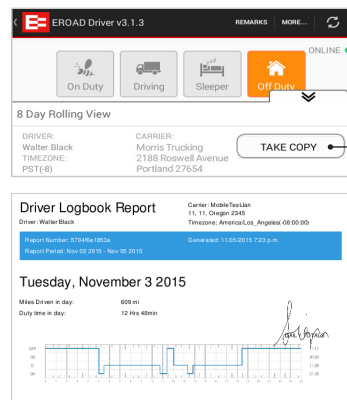 EROAD Driver v3.1.3
REMARKS
MORE...
ONLINE
On Duty
Driving
Sleeper
Off Duty
8 Day Rolling View
DRIVER:
Walter Black
TIMEZONE:
PST(-8)
CARRIER:
Morris Trucking
2188 Roswell Avenue
Portland 27654
TAKE COPY
Driver Logbook Report
Driver: Walter Black
Carrier: MobileTestJan
11, 11, Oregon 2345
Timezone: America/Los_Angeles(-08:00:00)
Report Number: 570f46e1853a
Generated: 11/05/2015 7:23 p.m.
Report Period: Nov 02 2015 - Nov 05 2015
Tuesday, November 3 2015
Miles Driven in day: 609 mi
Duty time in day: 12 Hrs 48min
OFF
SB
D
ON